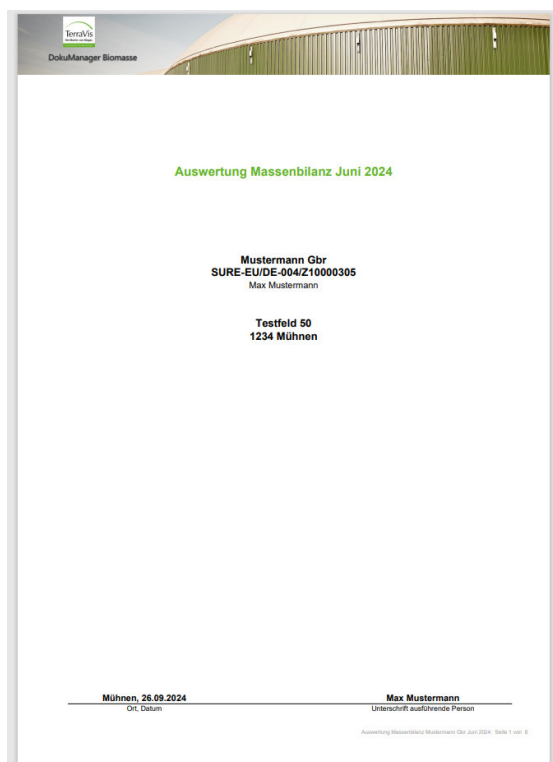 TerraVis
DokuManager Biomasse
Auswertung Massenbilanz Juni 2024
Mustermann Gbr
SURE-EU/DE-004/Z10000305
Max Mustermann
Testfeld 50
1234 Mühnen
Mühnen, 26.09.2024
Max Mustermann
Ort, Datum
Unterschrift ausführende Person
Auswertung Massenbilanz Mustermann Gbr Jun 2024: Seite 1 von 8